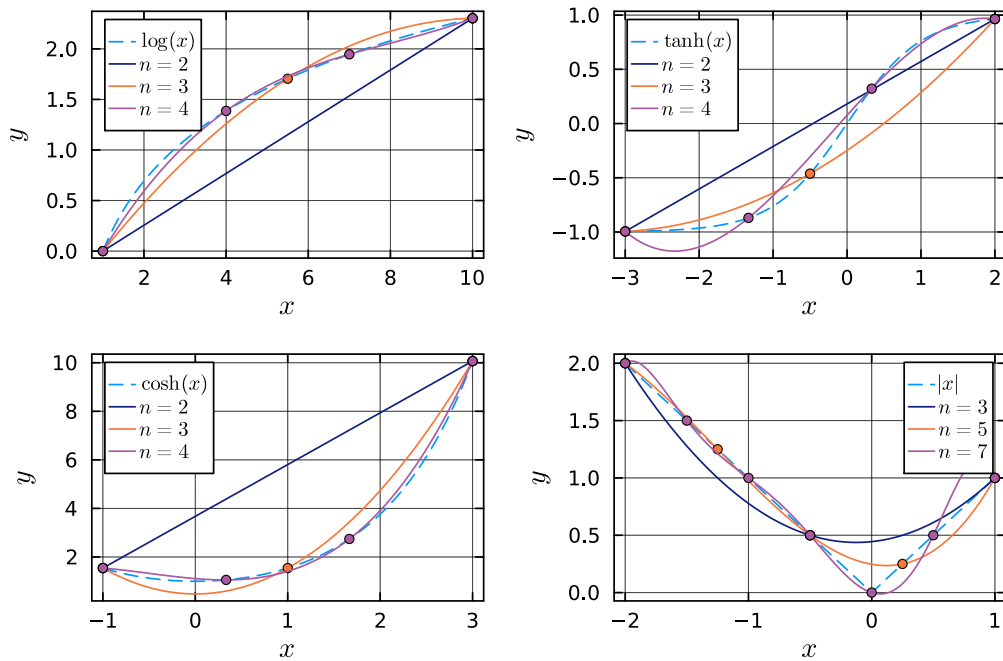 log(x)
n = 2
n = 3
n = 4
2.0
1.5
1.0
0.5
0.0
y
2 4 6 8 10
x
tanh(x)
n = 2
n = 3
n = 4
1.0
0.5
0.0
−0.5
−1.0
y
−3 −2 −1 0 1 2
x
cosh(x)
n = 2
n = 3
n = 4
10
8
6
4
2
y
−1 0 1 2 3
x
|x|
n = 3
n = 5
n = 7
2.0
1.5
1.0
0.5
0.0
y
−2 −1 0 1
x